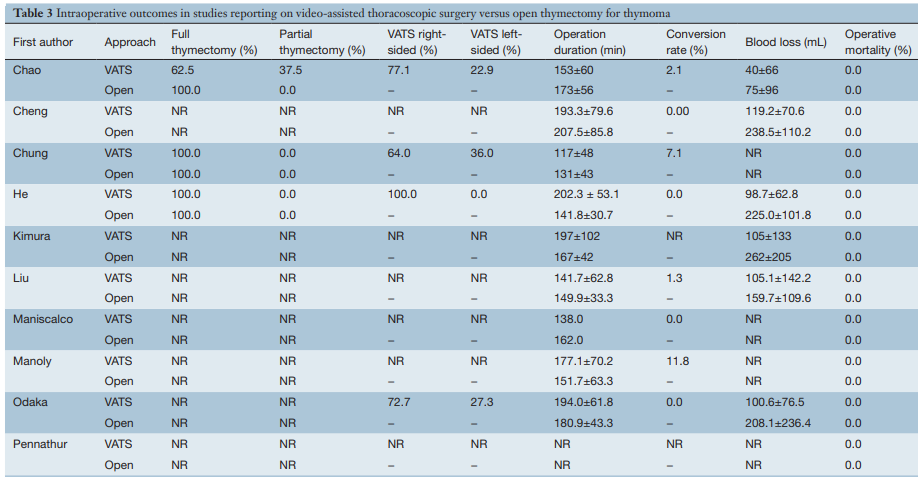 Table 3 Intraoperative outcomes in studies reporting on video-assisted thoracoscopic surgery versus open thymectomy for thymoma
First author Approach Full thymectomy (%) Partial thymectomy (%) VATS right-sided (%) VATS left-sided (%) Operation duration (min) Conversion rate (%) Blood loss (mL) Operative mortality (%)
Chao VATS 62.5 37.5 77.1 22.9 153±60 2.1 40±66 0.0
Open 100.0 0.0 – – 173±56 – 75±96 0.0
Cheng VATS NR NR NR NR 193.3±79.6 0.00 119.2±70.6 0.0
Open NR NR – – 207.5±85.8 – 238.5±110.2 0.0
Chung VATS 100.0 0.0 64.0 36.0 117±48 7.1 NR 0.0
Open 100.0 0.0 – – 131±43 – NR 0.0
He VATS 100.0 0.0 100.0 0.0 202.3 ± 53.1 0.0 98.7±62.8 0.0
Open 100.0 0.0 – – 141.8±30.7 – 225.0±101.8 0.0
Kimura VATS NR NR NR NR 197±102 NR 105±133 0.0
Open NR NR – – 167±42 – 262±205 0.0
Liu VATS NR NR NR NR 141.7±62.8 1.3 105.1±142.2 0.0
Open NR NR – – 149.9±33.3 – 159.7±109.6 0.0
Maniscalco VATS NR NR NR NR 138.0 0.0 NR 0.0
Open NR NR – – 162.0 – NR 0.0
Manoly VATS NR NR NR NR 177.1±70.2 11.8 NR 0.0
Open NR NR – – 151.7±63.3 – NR 0.0
Odaka VATS NR NR 72.7 27.3 194.0±61.8 0.0 100.6±76.5 0.0
Open NR NR – – 180.9±43.3 – 208.1±236.4 0.0
Pennathur VATS NR NR NR NR NR NR NR 0.0
Open NR NR – – NR – NR 0.0